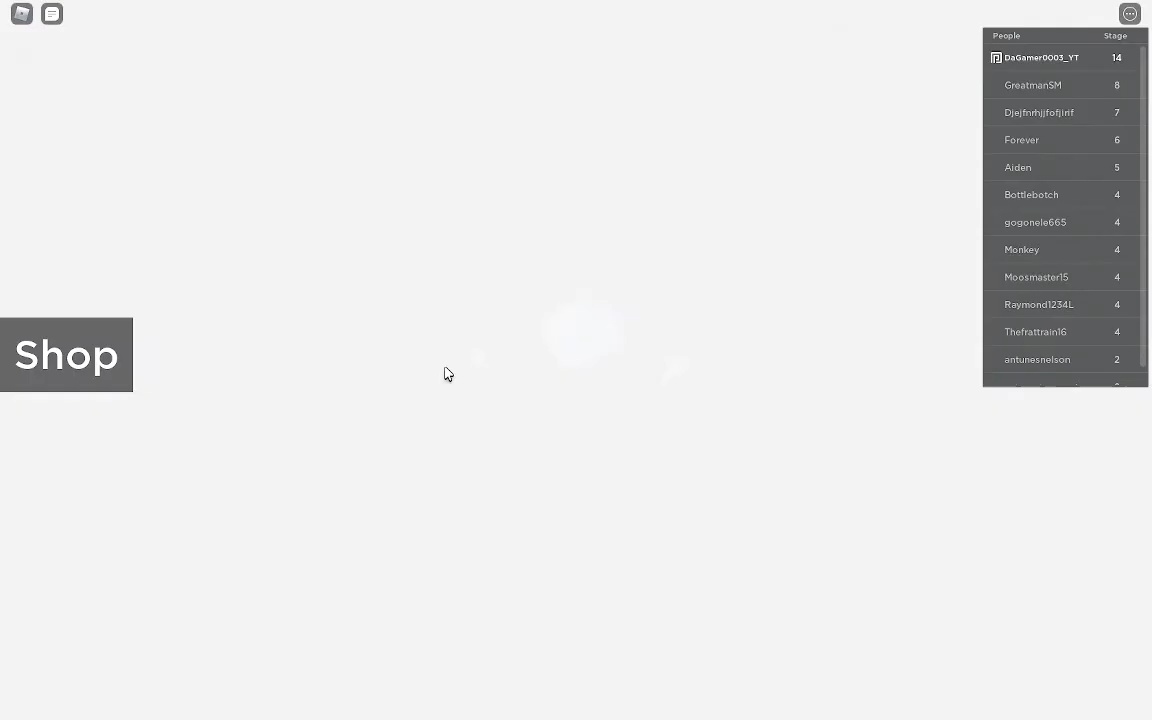 People Stage
DaGamer0003_YT 14
GreatmanSM 8
Djejfnrhjjfofjirif 7
Forever 6
Aiden 5
Bottlebotch 4
gogonele665 4
Monkey 4
Moosmaster15 4
Raymond1234L 4
Thefrattrain16 4
antunesnelson 2
Shop